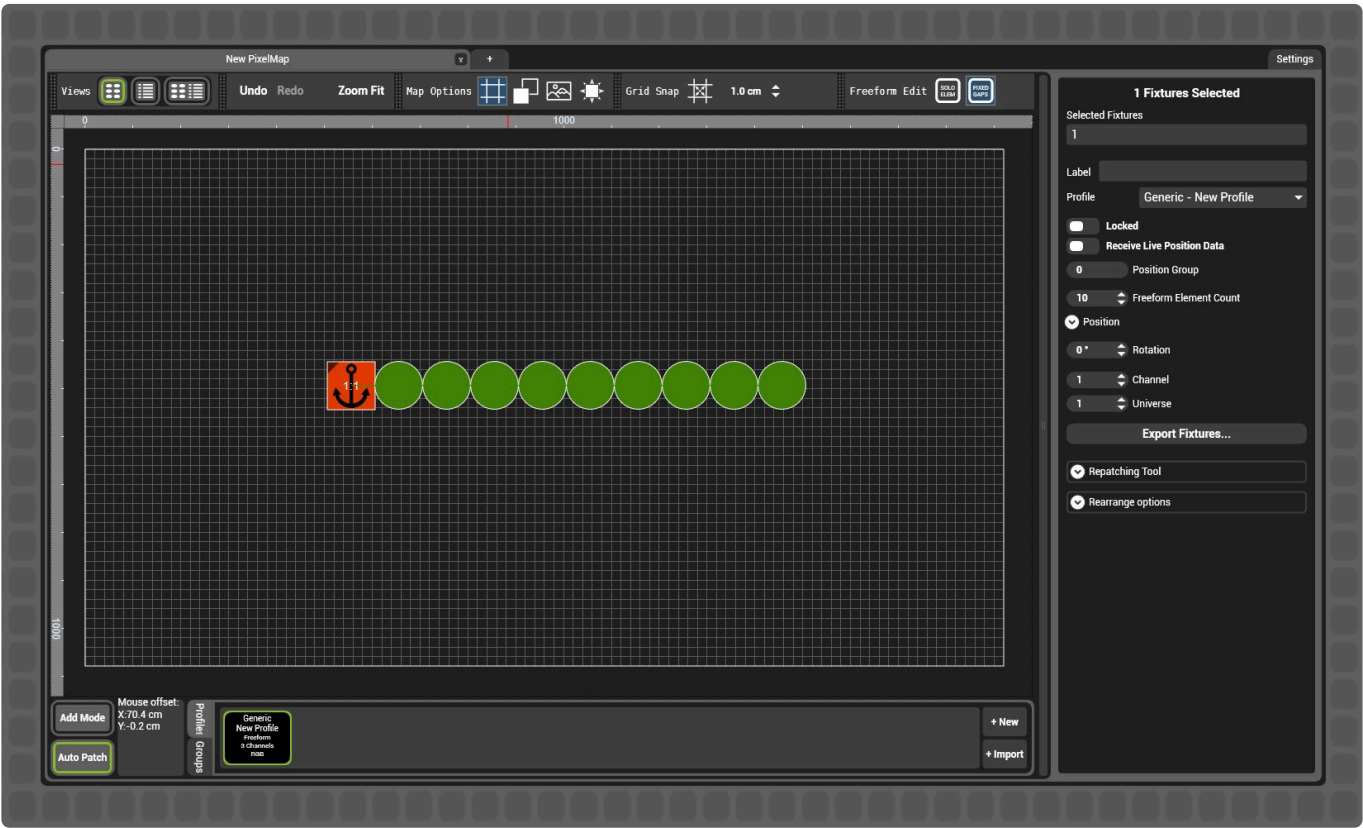 New PixelMap
x
+
Settings
Views
Undo Redo
Zoom Fit
Map Options
Grid Snap
1.0 cm
Freeform Edit
SOLO
ELEM
FIXED
GAPS
0
1000
0
1000
1:1
1 Fixtures Selected
Selected Fixtures
1
Label
Profile
Generic - New Profile
Locked
Receive Live Position Data
0 Position Group
10 Freeform Element Count
Position
0° Rotation
1 Channel
1 Universe
Export Fixtures...
Repatching Tool
Rearrange options
Add Mode
Auto Patch
Mouse offset:
X:70.4 cm
Y:-0.2 cm
Profiles
Groups
Generic
New Profile
Freeform
3 Channels
+ New
+ Import